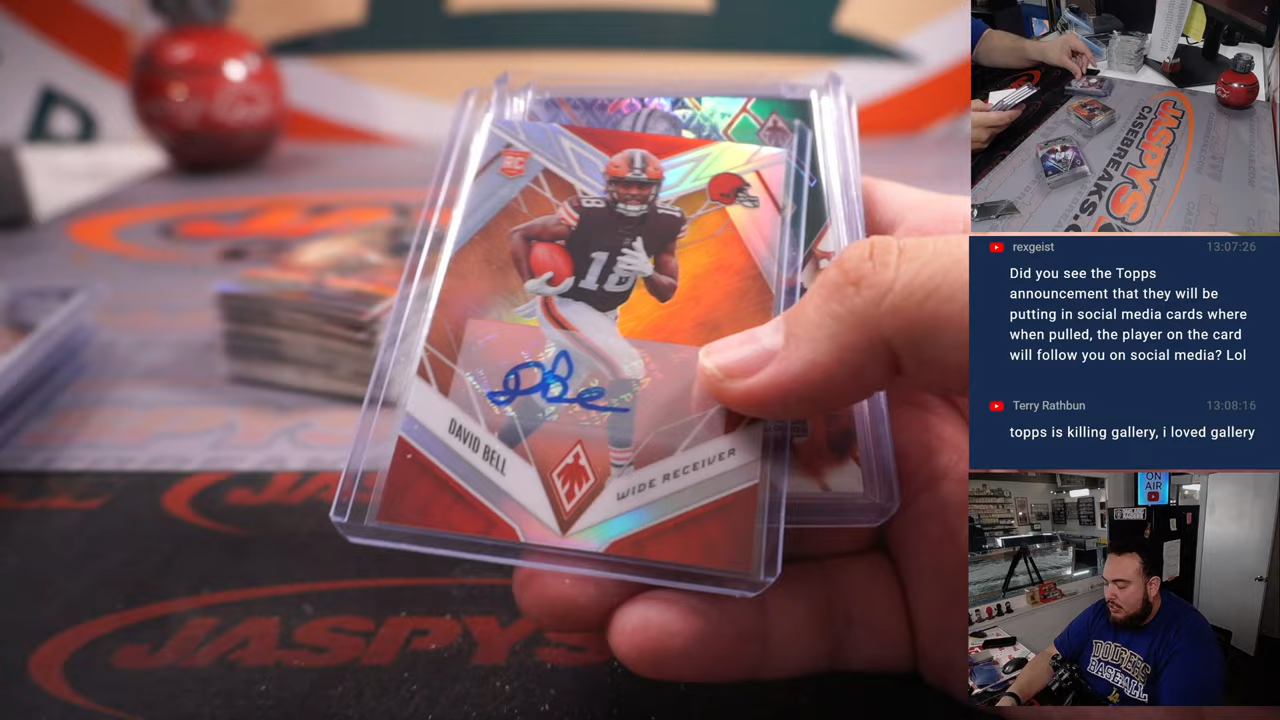 RC
18
18
DAVID BELL
WIDE RECEIVER
JASPYS
JASPYS
CASEBREAKS.
rexgeist
13:07:26
Did you see the Topps
announcement that they will be
putting in social media cards where
when pulled, the player on the card
will follow you on social media? Lol
Terry Rathbun
13:08:16
topps is killing gallery, i loved gallery
ON
AIR
DODGERS
BASEBALL
LA